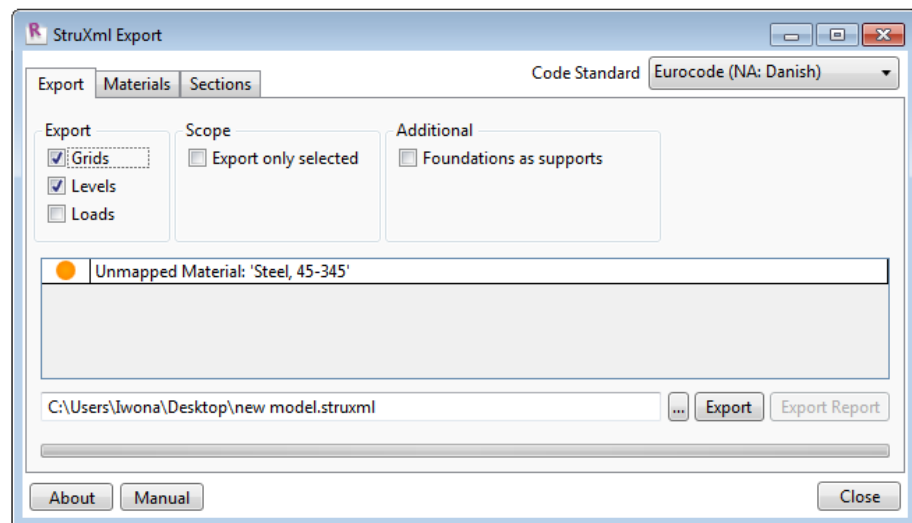 StruXml Export
Code Standard Eurocode (NA: Danish)
Export Materials Sections
Export Scope Additional
Grids Export only selected Foundations as supports
Levels
Loads
Unmapped Material: 'Steel, 45-345'
C:\Users\Iwona\Desktop\new model.struxml ... Export Export Report
About Manual Close